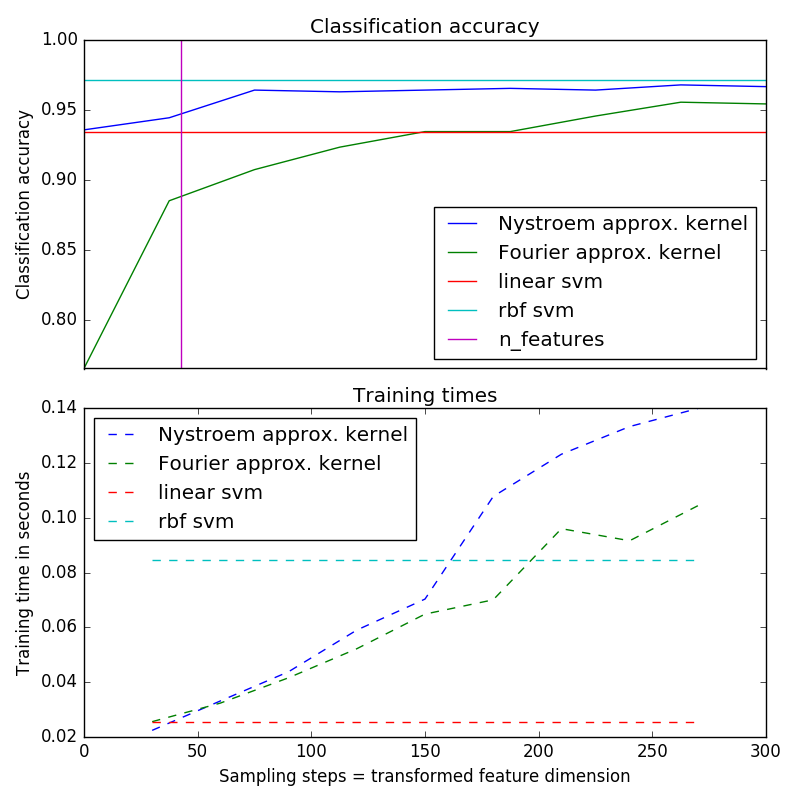 Classification accuracy
1.00
0.95
0.90
0.85
0.80
Classification accuracy
Nystroem approx. kernel
Fourier approx. kernel
linear svm
rbf svm
n_features
Training times
0.14
0.12
0.10
0.08
0.06
0.04
0.02
Training time in seconds
Nystroem approx. kernel
Fourier approx. kernel
linear svm
rbf svm
0 50 100 150 200 250 300
Sampling steps = transformed feature dimension